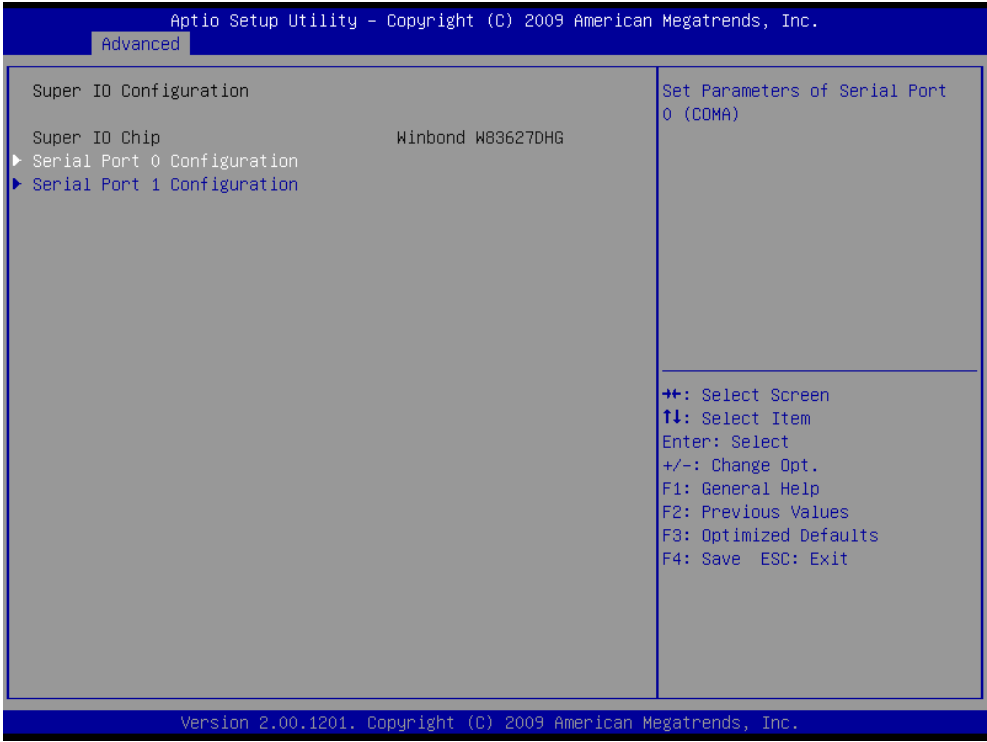 Aptio Setup Utility – Copyright (C) 2009 American Megatrends, Inc.
Advanced
Super IO Configuration
Super IO Chip Winbond W83627DHG
▶ Serial Port 0 Configuration
▶ Serial Port 1 Configuration
Set Parameters of Serial Port
0 (COMA)
→←: Select Screen
↑↓: Select Item
Enter: Select
+/-: Change Opt.
F1: General Help
F2: Previous Values
F3: Optimized Defaults
F4: Save ESC: Exit
Version 2.00.1201. Copyright (C) 2009 American Megatrends, Inc.